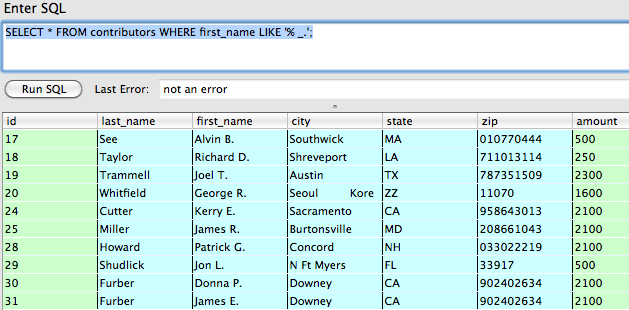 Enter SQL
SELECT * FROM contributors WHERE first_name LIKE '% _.';
Run SQL Last Error: not an error
id last_name first_name city state zip amount
17 See Alvin B. Southwick MA 010770444 500
18 Taylor Richard D. Shreveport LA 711013114 250
19 Trammell Joel T. Austin TX 787351509 2300
20 Whitfield George R. Seoul Kore ZZ 11070 1600
24 Cutter Kerry E. Sacramento CA 958643013 2100
25 Miller James R. Burtonsville MD 208661043 2100
28 Howard Patrick G. Concord NH 033022219 2100
29 Shudlick Jon L. N Ft Myers FL 33917 500
30 Furber Donna P. Downey CA 902402634 2100
31 Furber James E. Downey CA 902402634 2100